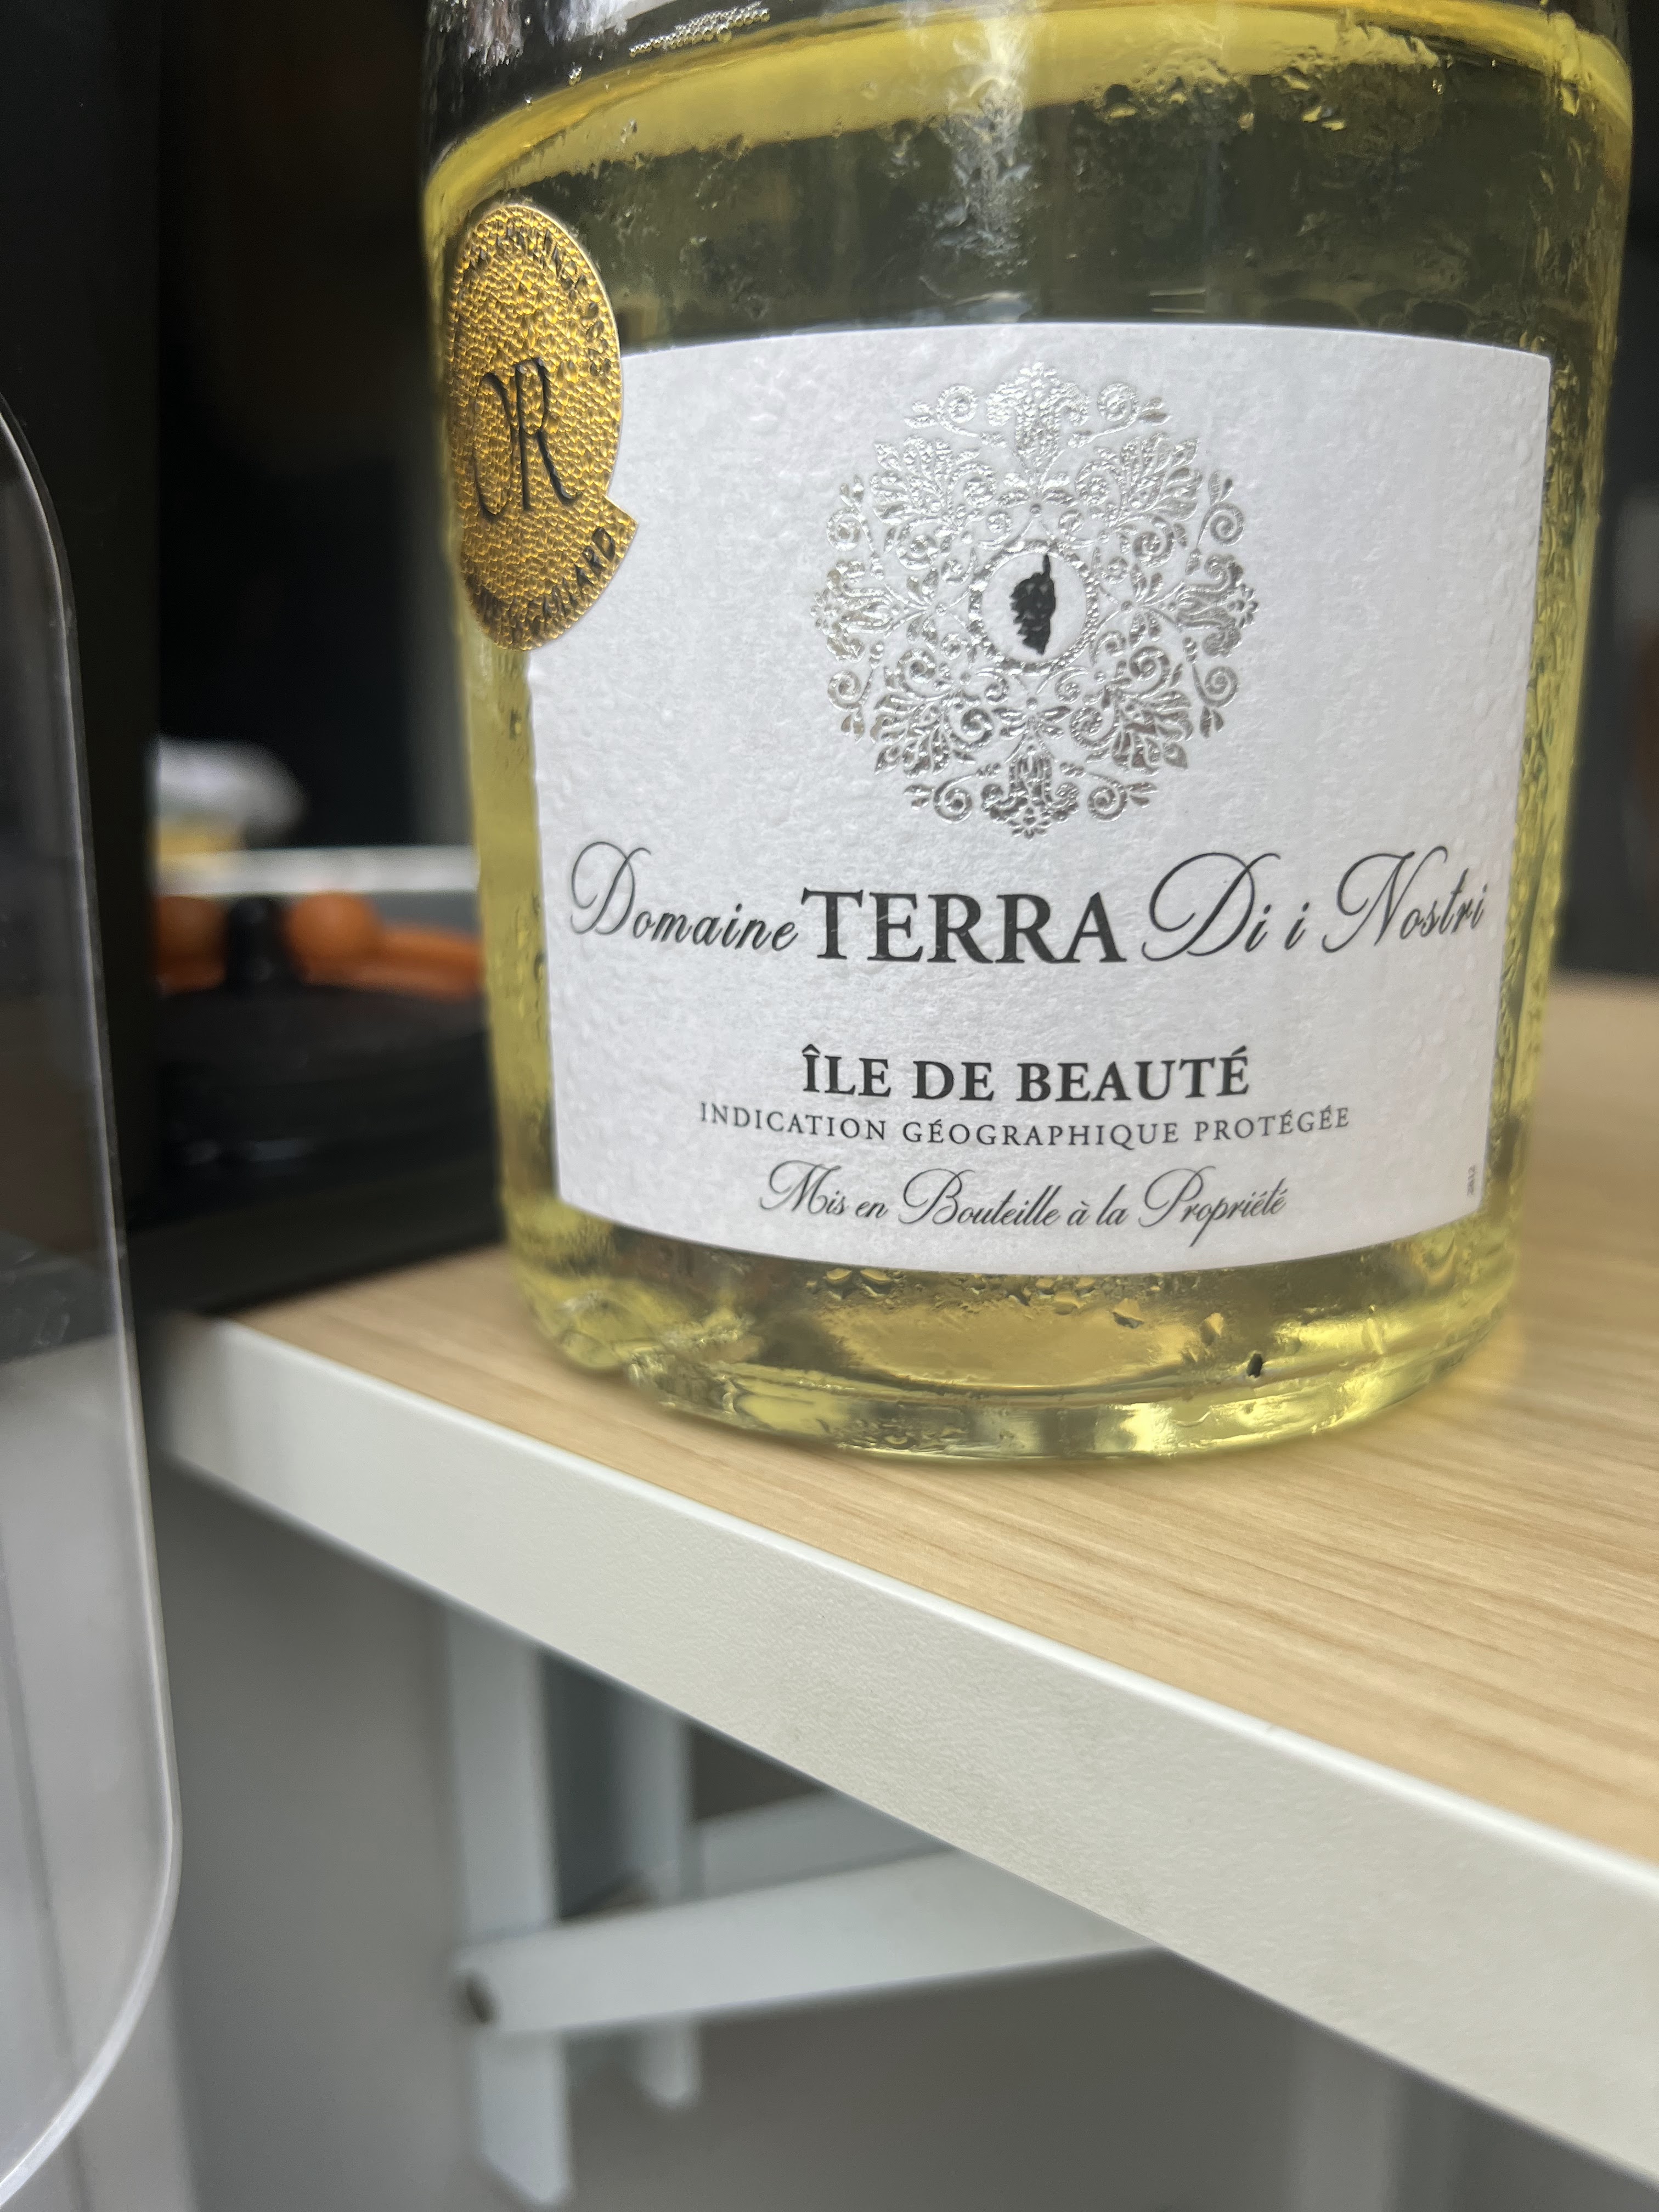 OR
Domaine TERRA Di i Nostri
ÎLE DE BEAUTÉ
INDICATION GÉOGRAPHIQUE PROTÉGÉE
Mis en Bouteille à la Propriété